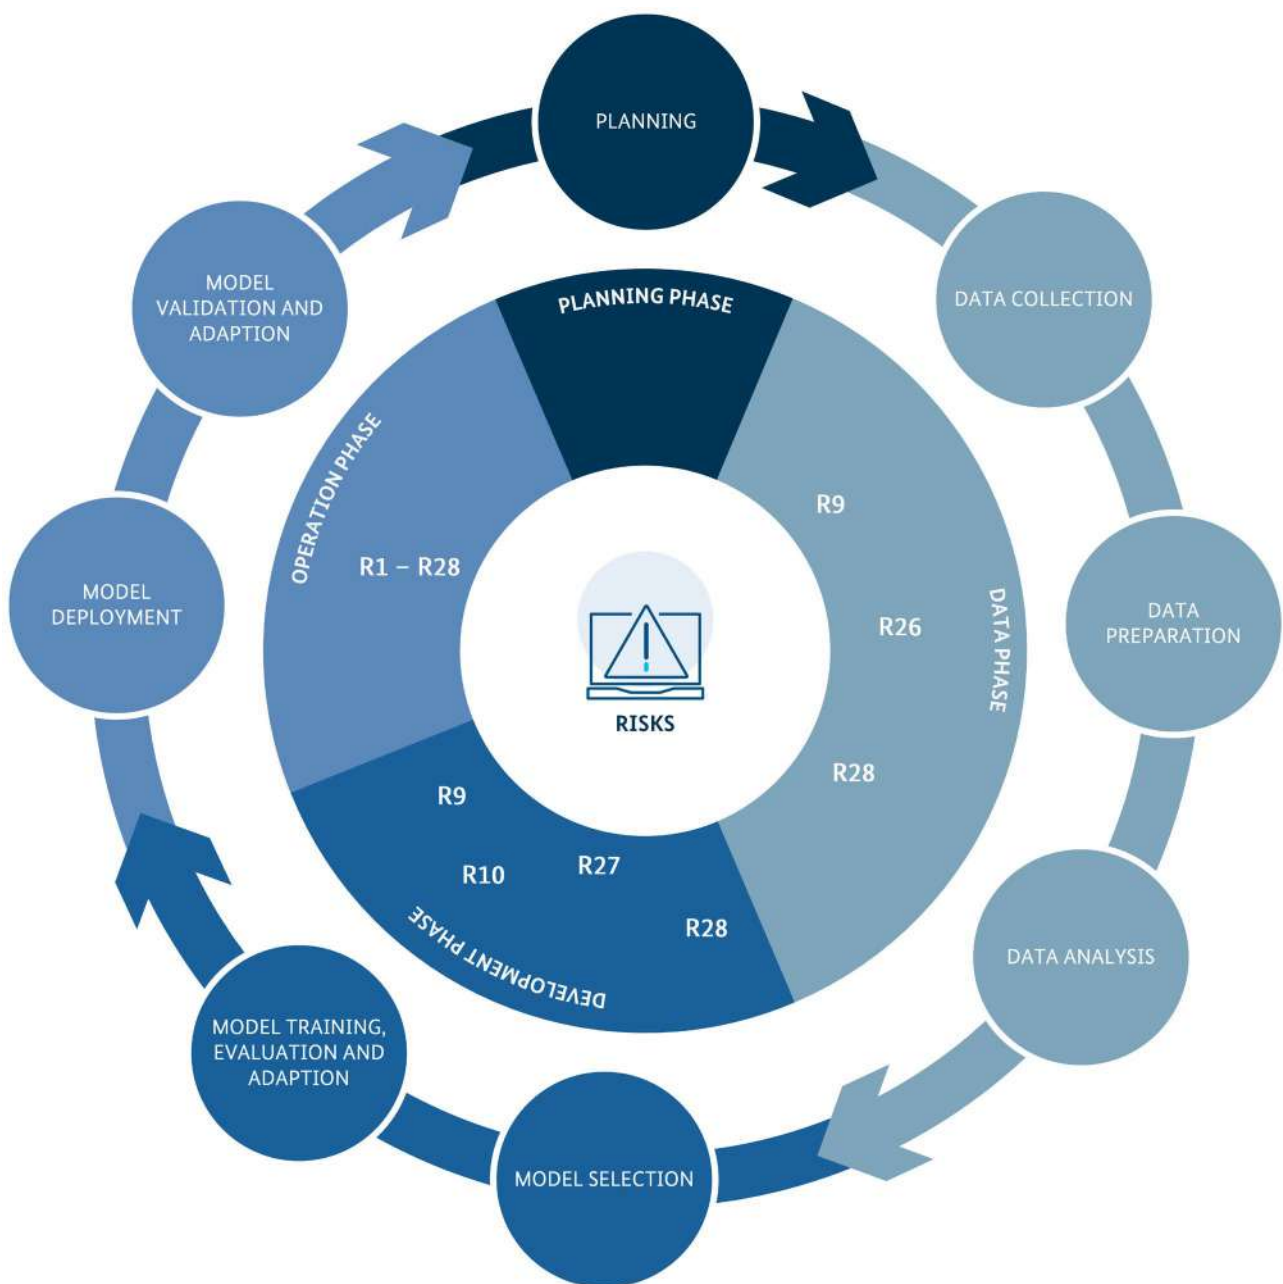 PLANNING
DATA COLLECTION
DATA
PREPARATION
DATA ANALYSIS
MODEL SELECTION
MODEL TRAINING,
EVALUATION AND
ADAPTION
MODEL
DEPLOYMENT
MODEL
VALIDATION AND
ADAPTION
PLANNING PHASE
DATA PHASE
R9
R26
R28
DEVELOPMENT PHASE
R9
R10
R27
R28
OPERATION PHASE
R1 – R28
RISKS